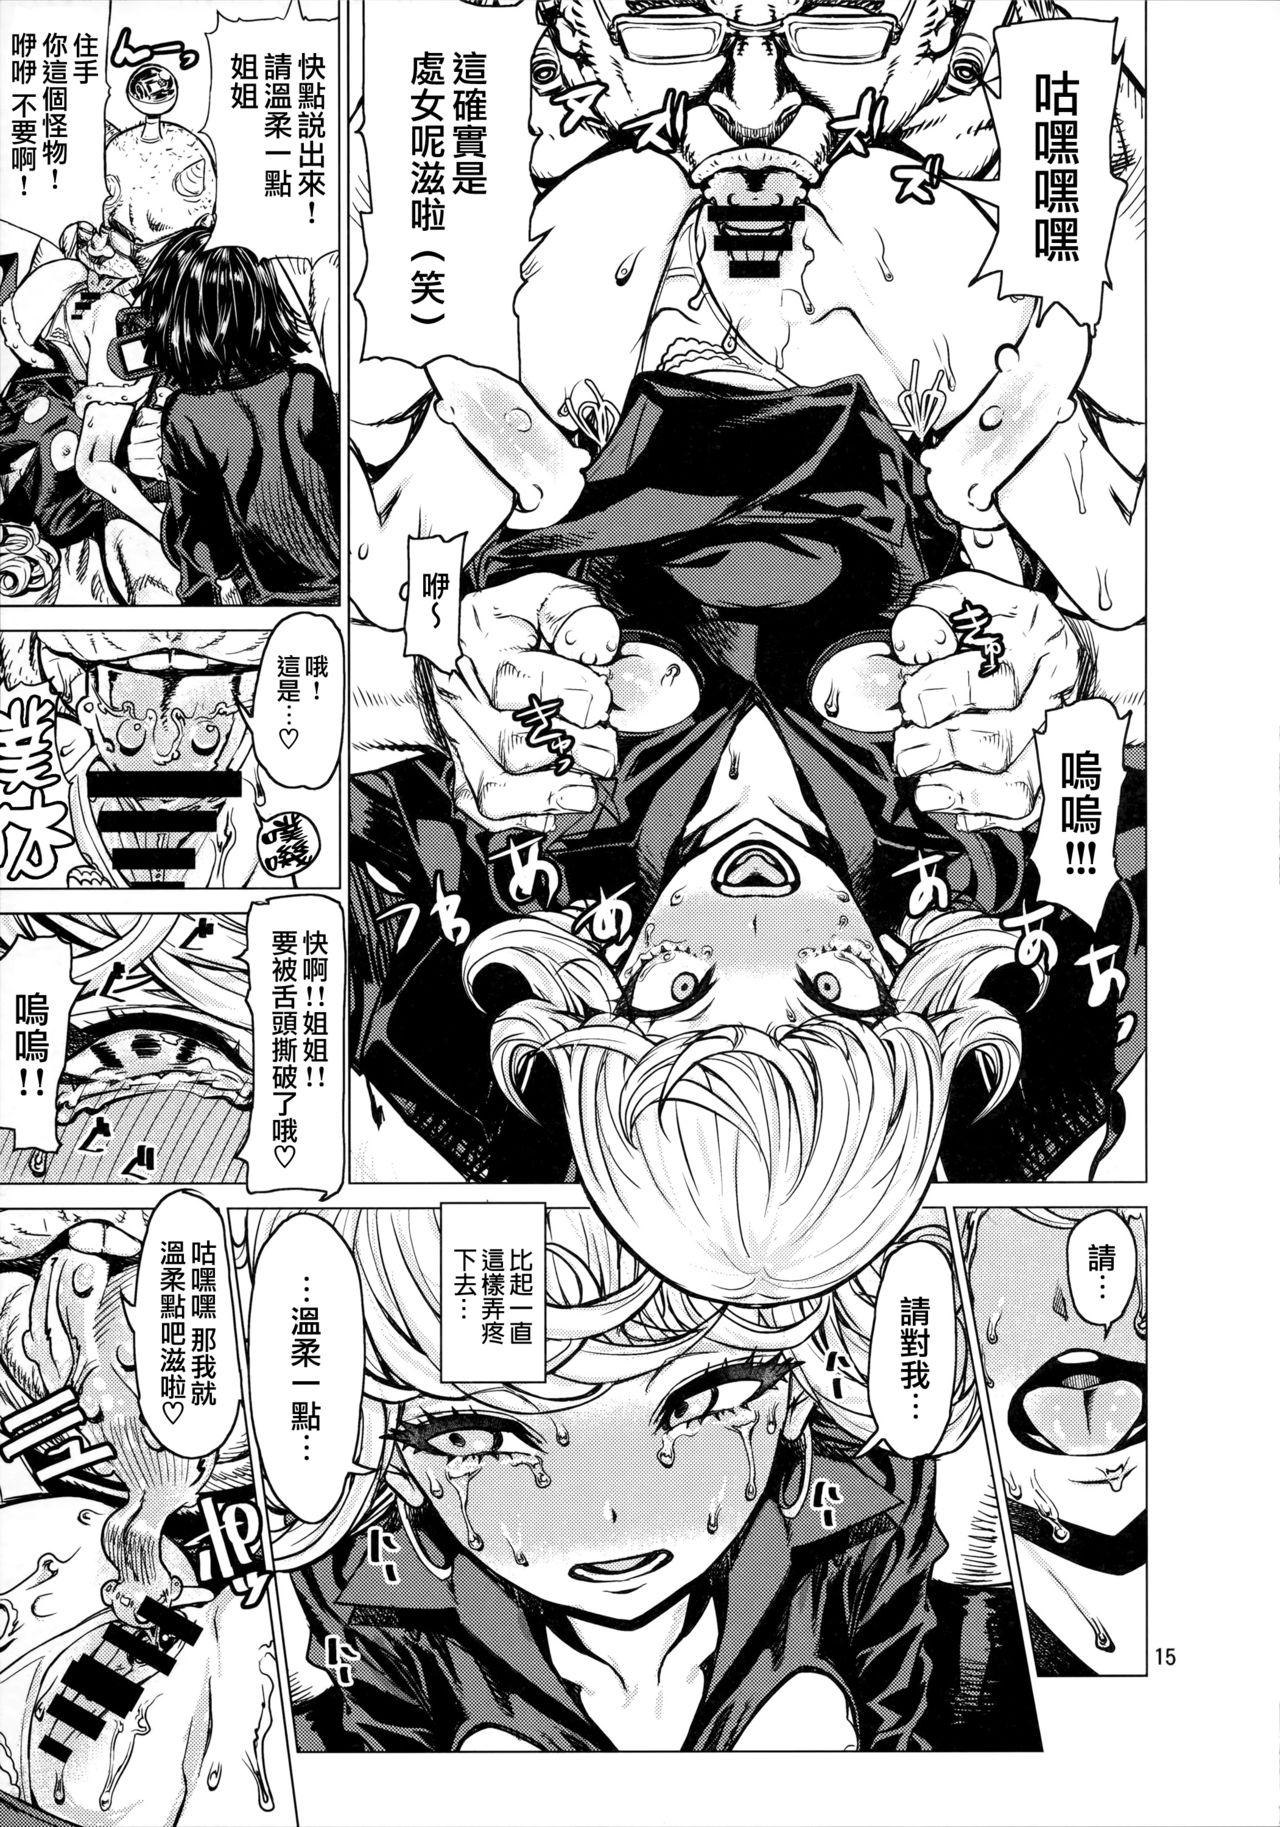 咕嘿嘿嘿
這確實是
處女呢滋啦（笑）
咿～
嗚嗚!!!
快點説出來！
請溫柔一點
姐姐
住手
你這個怪物！
咿咿 不要啊！
哦！
這是…♡
快啊!!姐姐!!
要被舌頭撕破了哦♡
嗚嗚!!
請…
請對我…
比起一直
這樣弄疼
下去…
…溫柔一點…
咕嘿嘿 那我就
溫柔點吧滋啦♡
15